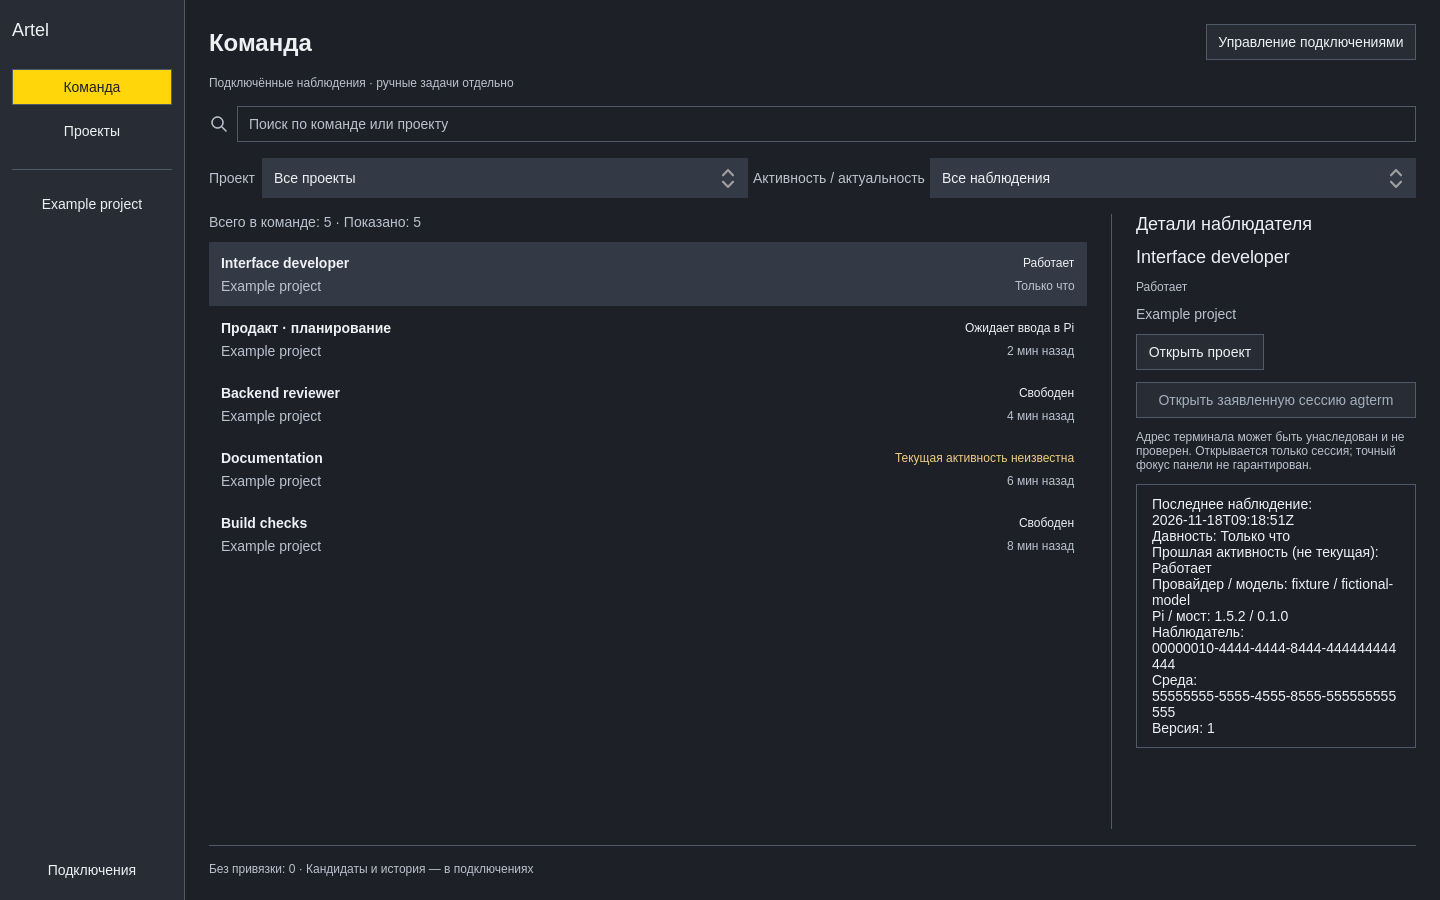 Artel
Команда
Проекты
Example project
Подключения
Команда
Управление подключениями
Подключённые наблюдения · ручные задачи отдельно
Поиск по команде или проекту
Проект
Все проекты
Активность / актуальность
Все наблюдения
Всего в команде: 5 · Показано: 5
Interface developer
Работает
Example project
Только что
Продакт · планирование
Ожидает ввода в Pi
Example project
2 мин назад
Backend reviewer
Свободен
Example project
4 мин назад
Documentation
Текущая активность неизвестна
Example project
6 мин назад
Build checks
Свободен
Example project
8 мин назад
Детали наблюдателя
Interface developer
Работает
Example project
Открыть проект
Открыть заявленную сессию agterm
Адрес терминала может быть унаследован и не
проверен. Открывается только сессия; точный
фокус панели не гарантирован.
Последнее наблюдение:
2026-11-18T09:18:51Z
Давность: Только что
Прошлая активность (не текущая):
Работает
Провайдер / модель: fixture / fictional-
model
Pi / мост: 1.5.2 / 0.1.0
Наблюдатель:
00000010-4444-4444-8444-444444444
444
Среда:
55555555-5555-4555-8555-555555555
555
Версия: 1
Без привязки: 0 · Кандидаты и история — в подключениях